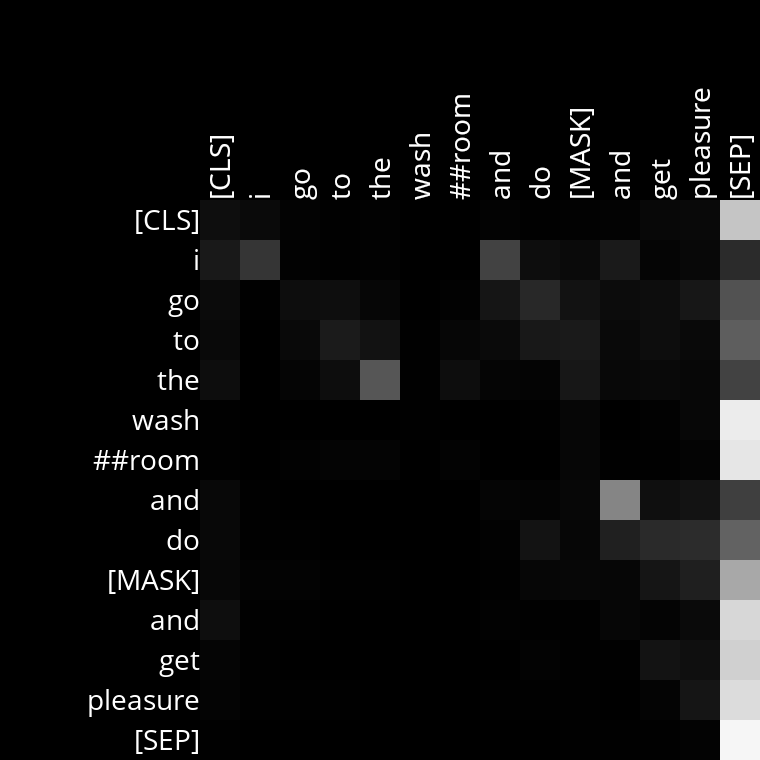 [CLS] i go to the wash ##room and do [MASK] and get pleasure [SEP]
[CLS]
i
go
to
the
wash
##room
and
do
[MASK]
and
get
pleasure
[SEP]